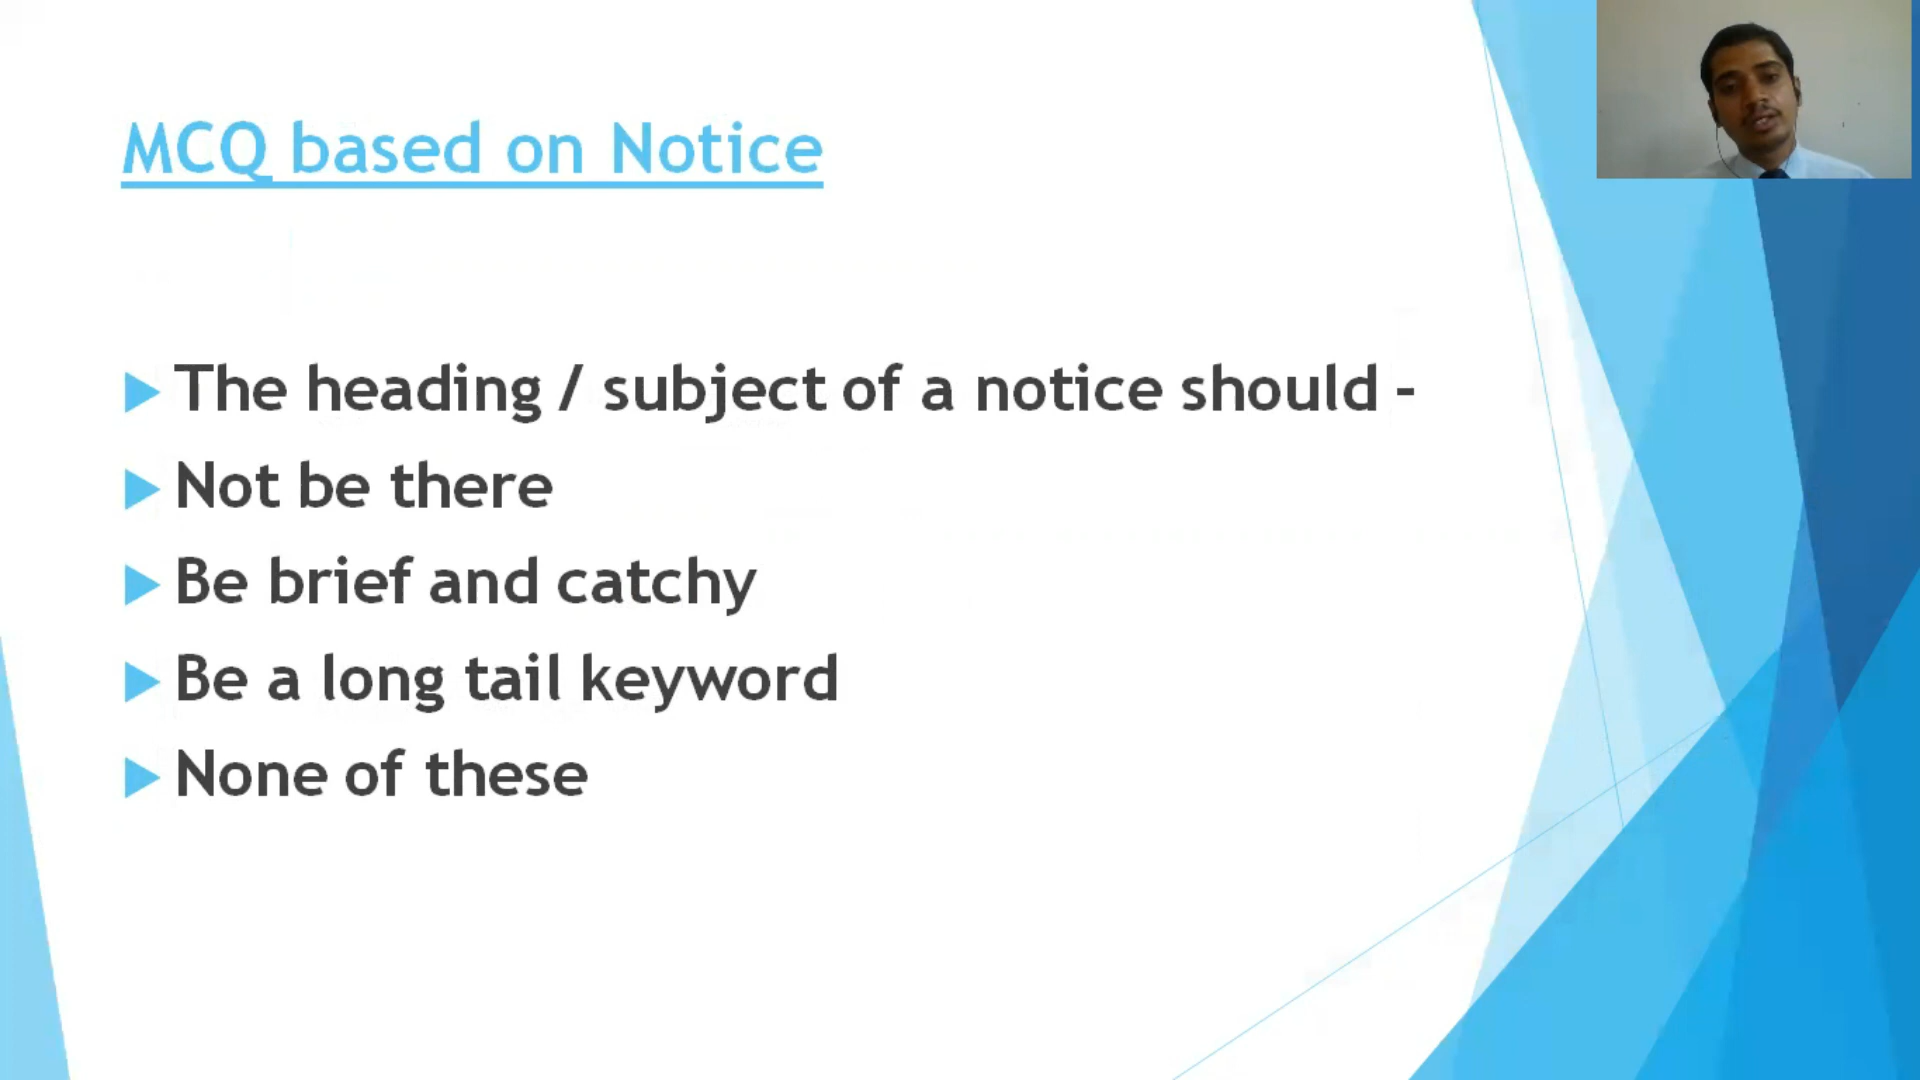 MCQ based on Notice
The heading / subject of a notice should -
Not be there
Be brief and catchy
Be a long tail keyword
None of these